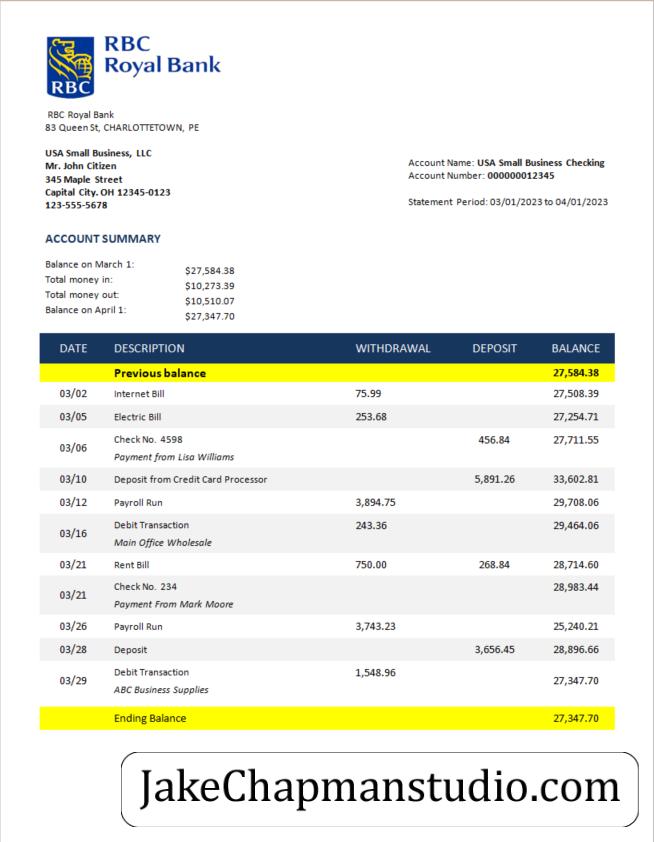 RBC
Royal Bank
RBC
RBC Royal Bank
83 Queen St, CHARLOTTETOWN, PE
USA Small Business, LLC
Mr. John Citizen
345 Maple Street
Capital City. OH 12345-0123
123-555-5678
Account Name: USA Small Business Checking
Account Number: 000000012345
Statement Period: 03/01/2023 to 04/01/2023
ACCOUNT SUMMARY
Balance on March 1: $27,584.38
Total money in: $10,273.39
Total money out: $10,510.07
Balance on April 1: $27,347.70
DATE DESCRIPTION WITHDRAWAL DEPOSIT BALANCE
Previous balance 27,584.38
03/02 Internet Bill 75.99 27,508.39
03/05 Electric Bill 253.68 27,254.71
03/06 Check No. 4598 456.84 27,711.55
Payment from Lisa Williams
03/10 Deposit from Credit Card Processor 5,891.26 33,602.81
03/12 Payroll Run 3,894.75 29,708.06
03/16 Debit Transaction 243.36 29,464.06
Main Office Wholesale
03/21 Rent Bill 750.00 268.84 28,714.60
03/21 Check No. 234 28,983.44
Payment From Mark Moore
03/26 Payroll Run 3,743.23 25,240.21
03/28 Deposit 3,656.45 28,896.66
03/29 Debit Transaction 1,548.96 27,347.70
ABC Business Supplies
Ending Balance 27,347.70
JakeChapmanstudio.com